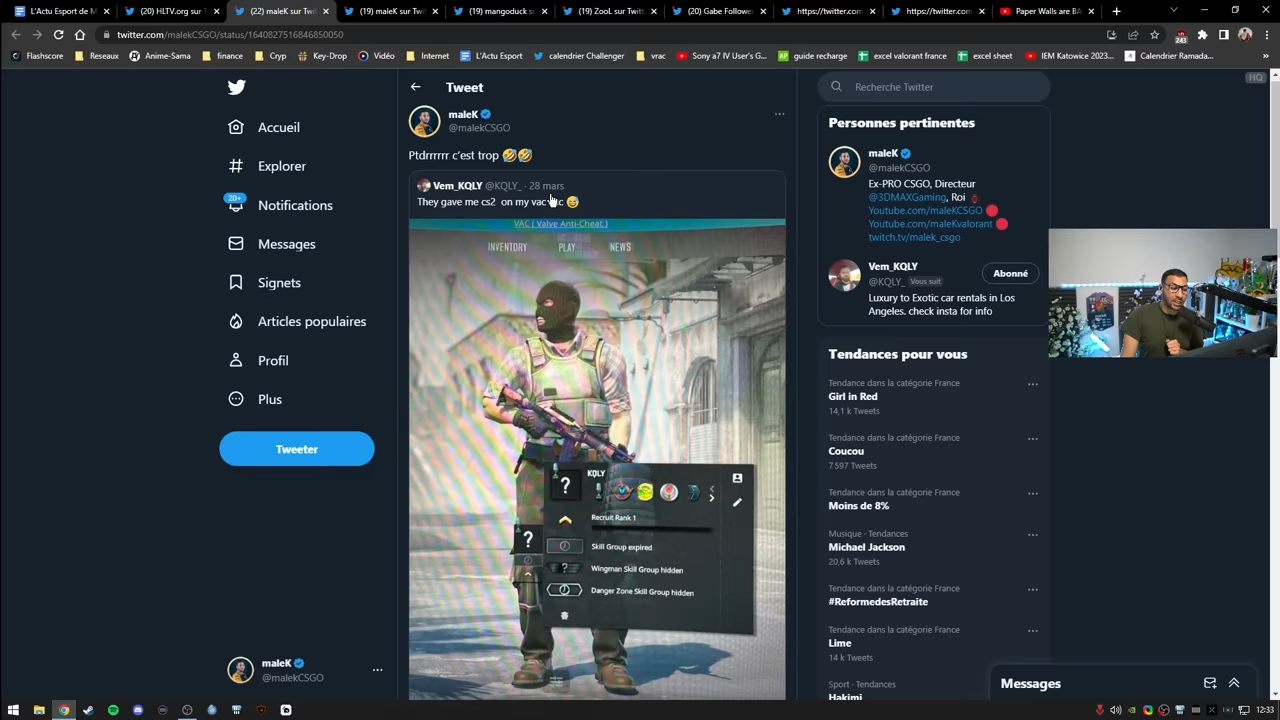 L'Actu Esport de M
(20) HLTV.org sur T
(22) maleK sur Twi
(19) maleK sur Twit
(19) mangoduck su
(19) ZooL sur Twitt
(20) Gabe Follower
https://twitter.com
https://twitter.com
Paper Walls are BA
twitter.com/malekCSGO/status/1640827516846850050
243
Flashscore
Reseaux
Anime-Sama
finance
Cryp
Key-Drop
Vidéo
Internet
L'Actu Esport
calendrier Challenger
vrac
Sony a7 IV User's G...
guide recharge
excel valorant france
excel sheet
IEM Katowice 2023...
Calendrier Ramada...
HQ
Accueil
Explorer
20+
Notifications
Messages
Signets
Articles populaires
Profil
Plus
Tweeter
maleK
@malekCSGO
Tweet
maleK
@malekCSGO
Ptdrrrrrr c'est trop 🤣🤣
Vem_KQLY @KQLY_ · 28 mars
They gave me cs2 on my vac
VAC ( Valve Anti-Cheat )
INVENTORY
PLAY
NEWS
KQLY
Recruit Rank 1
Skill Group expired
Wingman Skill Group hidden
Danger Zone Skill Group hidden
Recherche Twitter
Personnes pertinentes
maleK
@malekCSGO
Ex-PRO CSGO, Directeur
@3DMAXGaming, Roi
Youtube.com/maleKCSGO 🔴
Youtube.com/maleKvalorant 🔴
twitch.tv/malek_csgo
Vem_KQLY
@KQLY_ Vous suit
Abonné
Luxury to Exotic car rentals in Los
Angeles. check insta for info
Tendances pour vous
Tendance dans la catégorie France
Girl in Red
14,1 k Tweets
Tendance dans la catégorie France
Coucou
7 597 Tweets
Tendance dans la catégorie France
Moins de 8%
Musique · Tendances
Michael Jackson
20,6 k Tweets
Tendance dans la catégorie France
#ReformedesRetraite
Tendance dans la catégorie France
Lime
14 k Tweets
Sport · Tendances
Hakimi
Messages
12:33